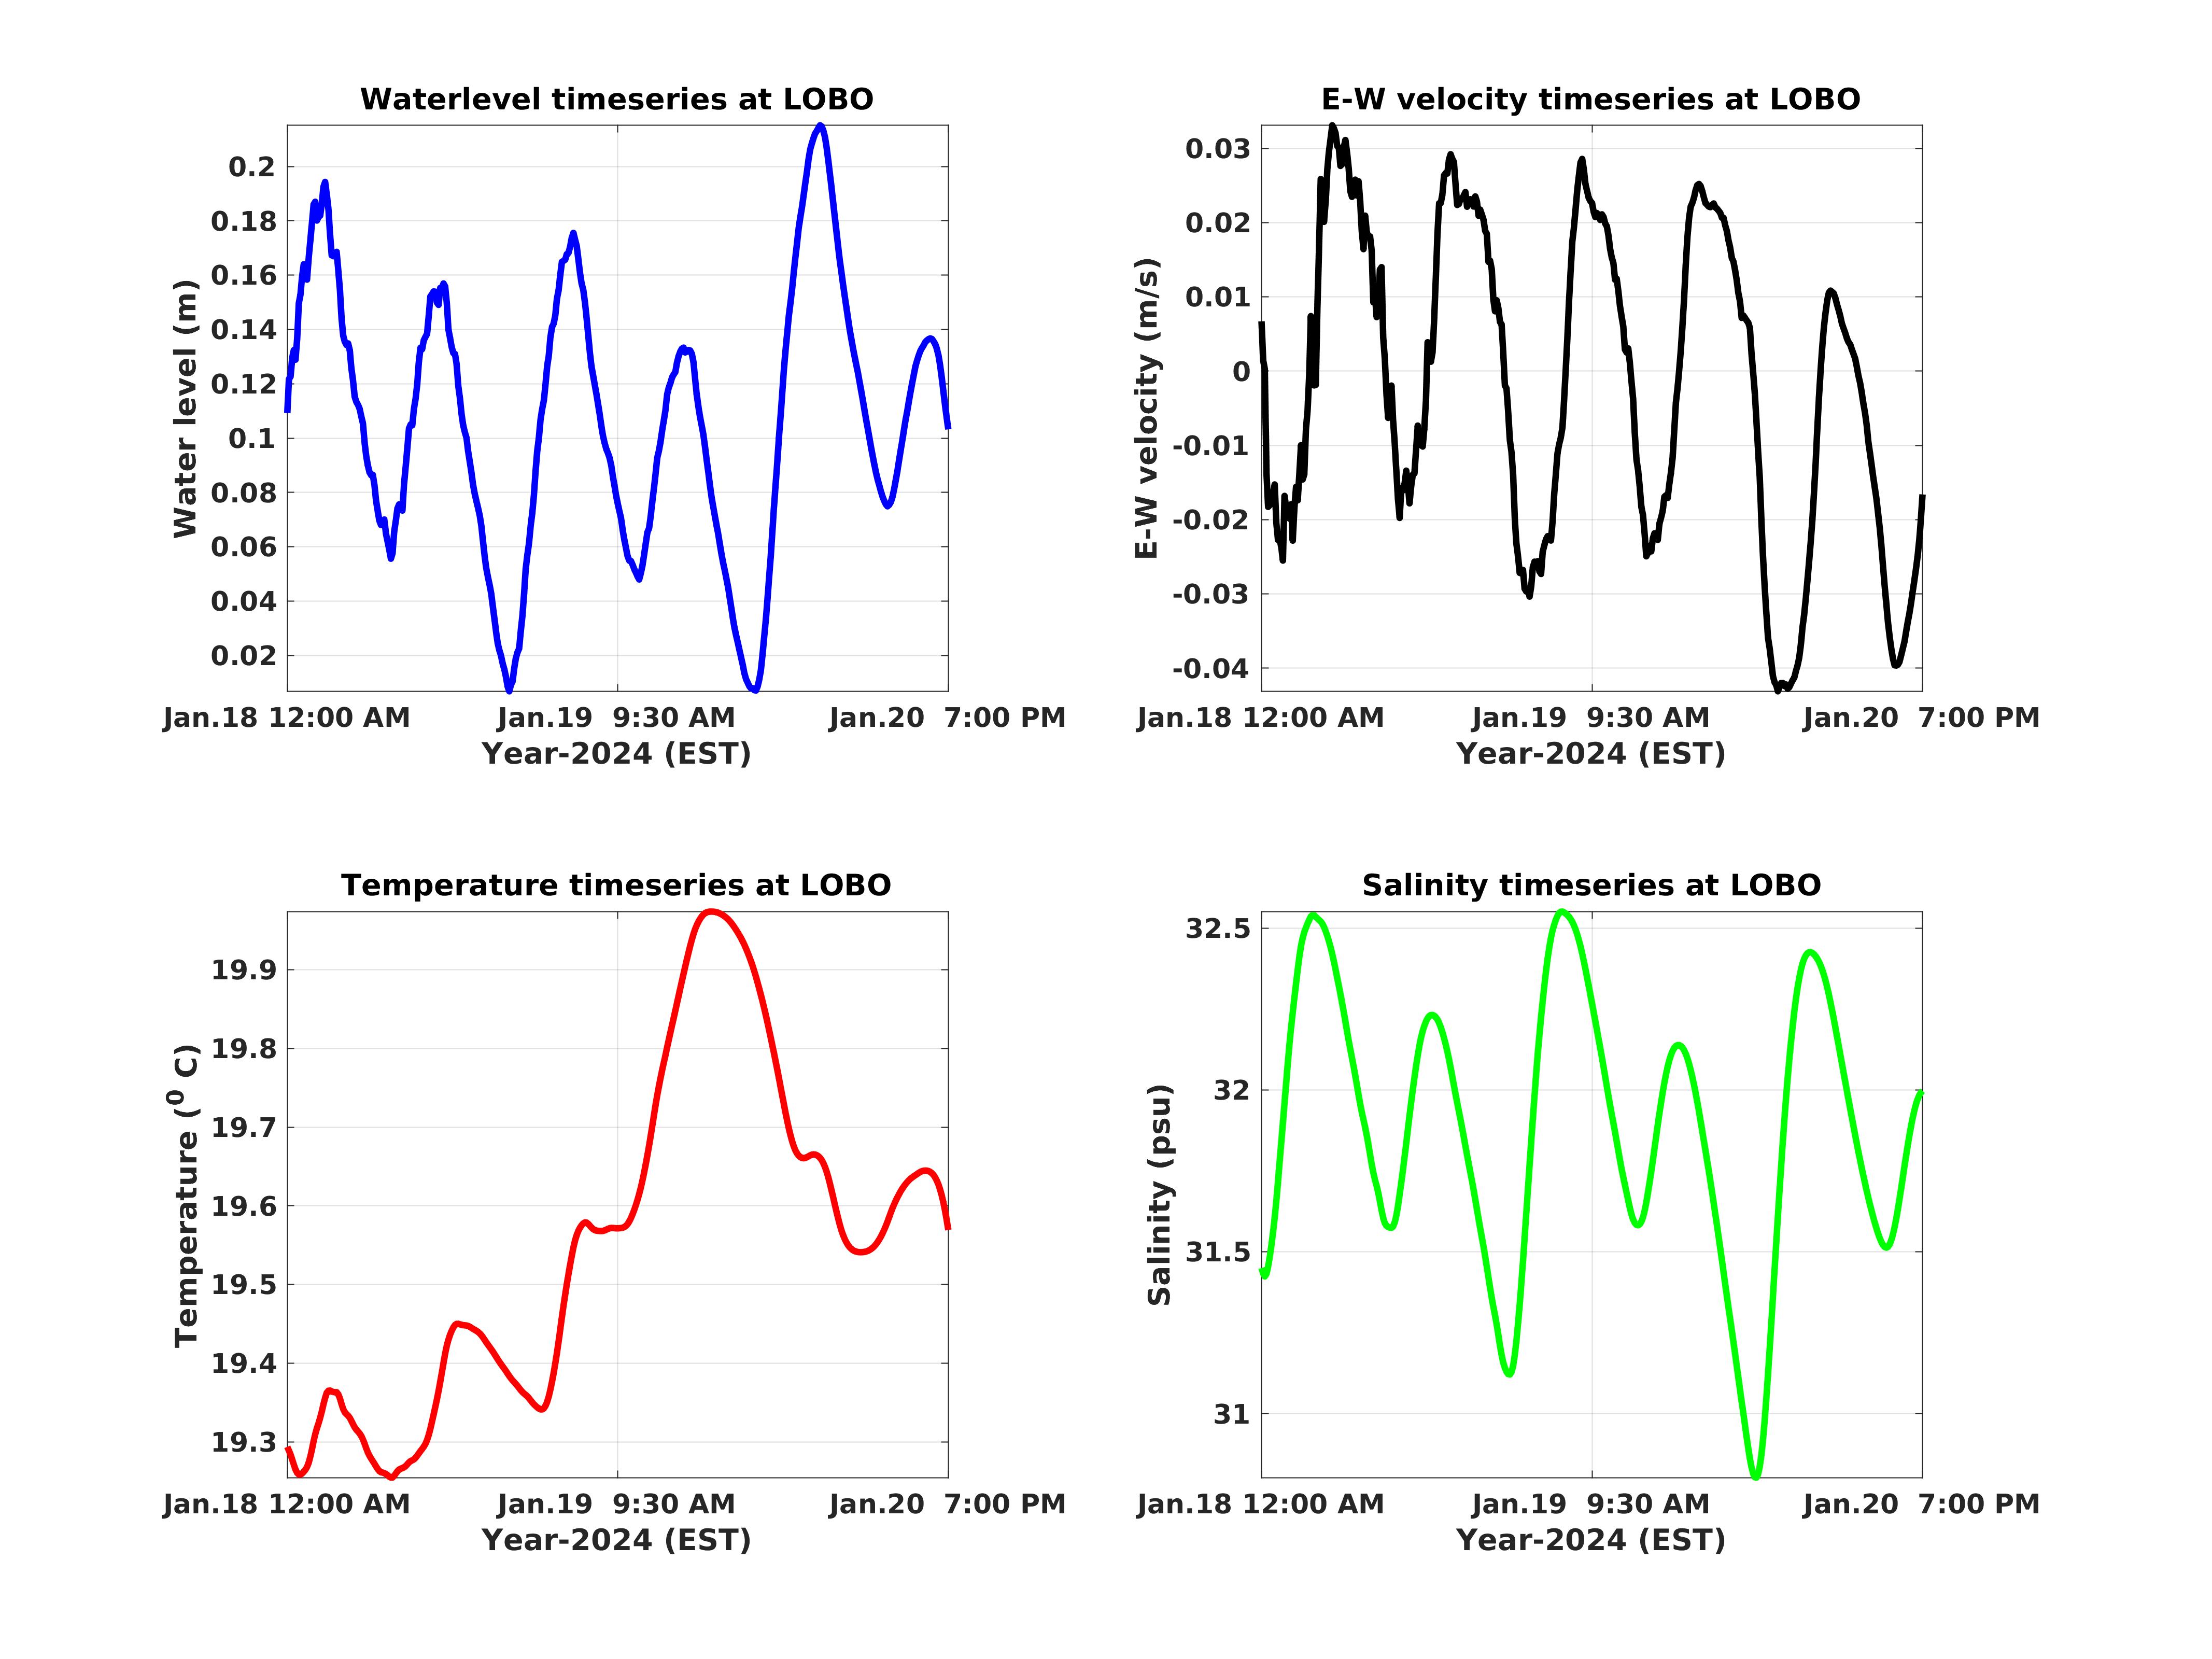 Waterlevel timeseries at LOBO
0.2
0.18
0.16
0.14
0.12
0.1
0.08
0.06
0.04
0.02
Water level (m)
Jan.18 12:00 AM
Jan.19 9:30 AM
Jan.20 7:00 PM
Year-2024 (EST)
E-W velocity timeseries at LOBO
0.03
0.02
0.01
0
-0.01
-0.02
-0.03
-0.04
E-W velocity (m/s)
Jan.18 12:00 AM
Jan.19 9:30 AM
Jan.20 7:00 PM
Year-2024 (EST)
Temperature timeseries at LOBO
19.9
19.8
19.7
19.6
19.5
19.4
19.3
Temperature (⁰ C)
Jan.18 12:00 AM
Jan.19 9:30 AM
Jan.20 7:00 PM
Year-2024 (EST)
Salinity timeseries at LOBO
32.5
32
31.5
31
Salinity (psu)
Jan.18 12:00 AM
Jan.19 9:30 AM
Jan.20 7:00 PM
Year-2024 (EST)